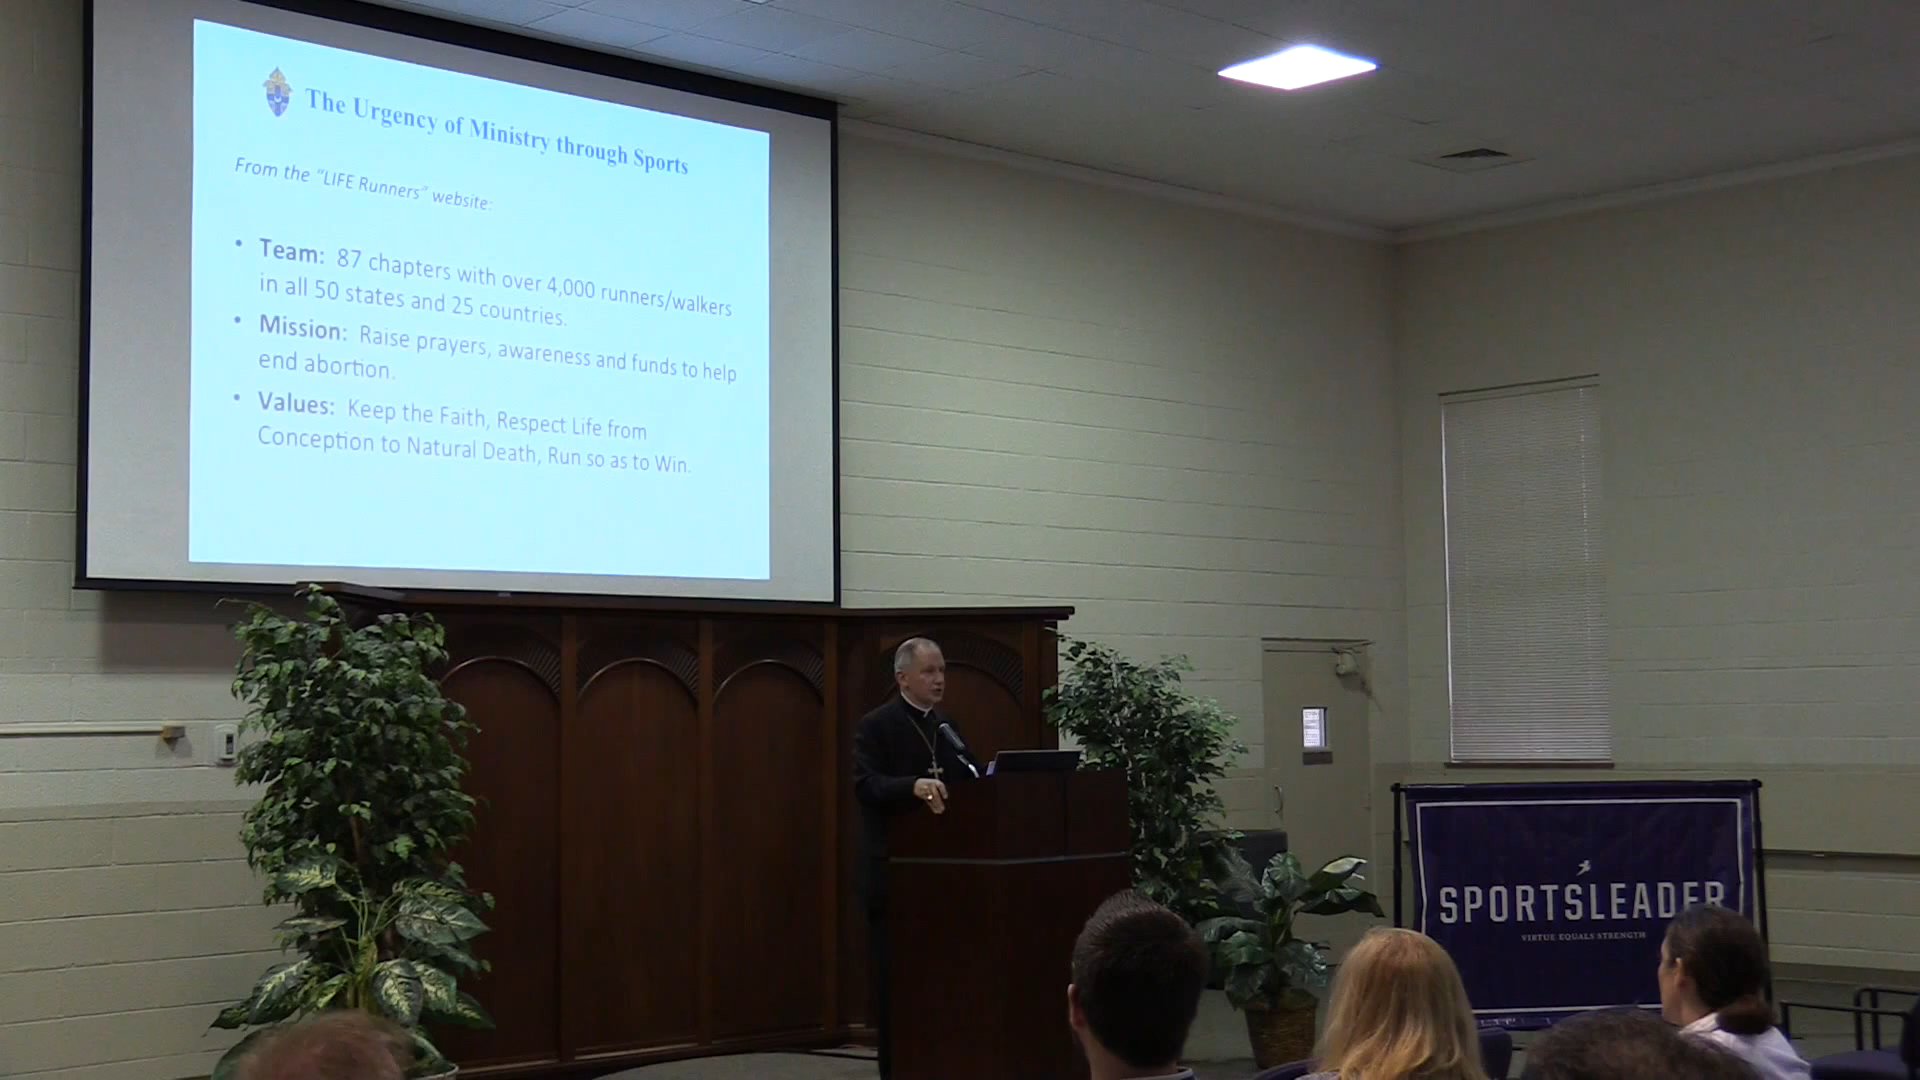 The Urgency of Ministry through Sports
From the "LIFE Runners" website:
• Team: 87 chapters with over 4,000 runners/walkers
in all 50 states and 25 countries.
• Mission: Raise prayers, awareness and funds to help
end abortion.
• Values: Keep the Faith, Respect Life from
Conception to Natural Death, Run so as to Win.
SPORTSLEADER
VIRTUE EQUALS STRENGTH